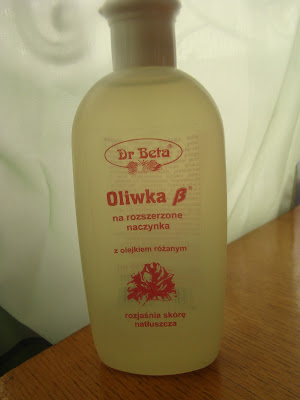 Dr Beta
Oliwka β
na rozszerzone
naczynka
z olejkiem różanym
rozjaśnia skórę
natłuszcza